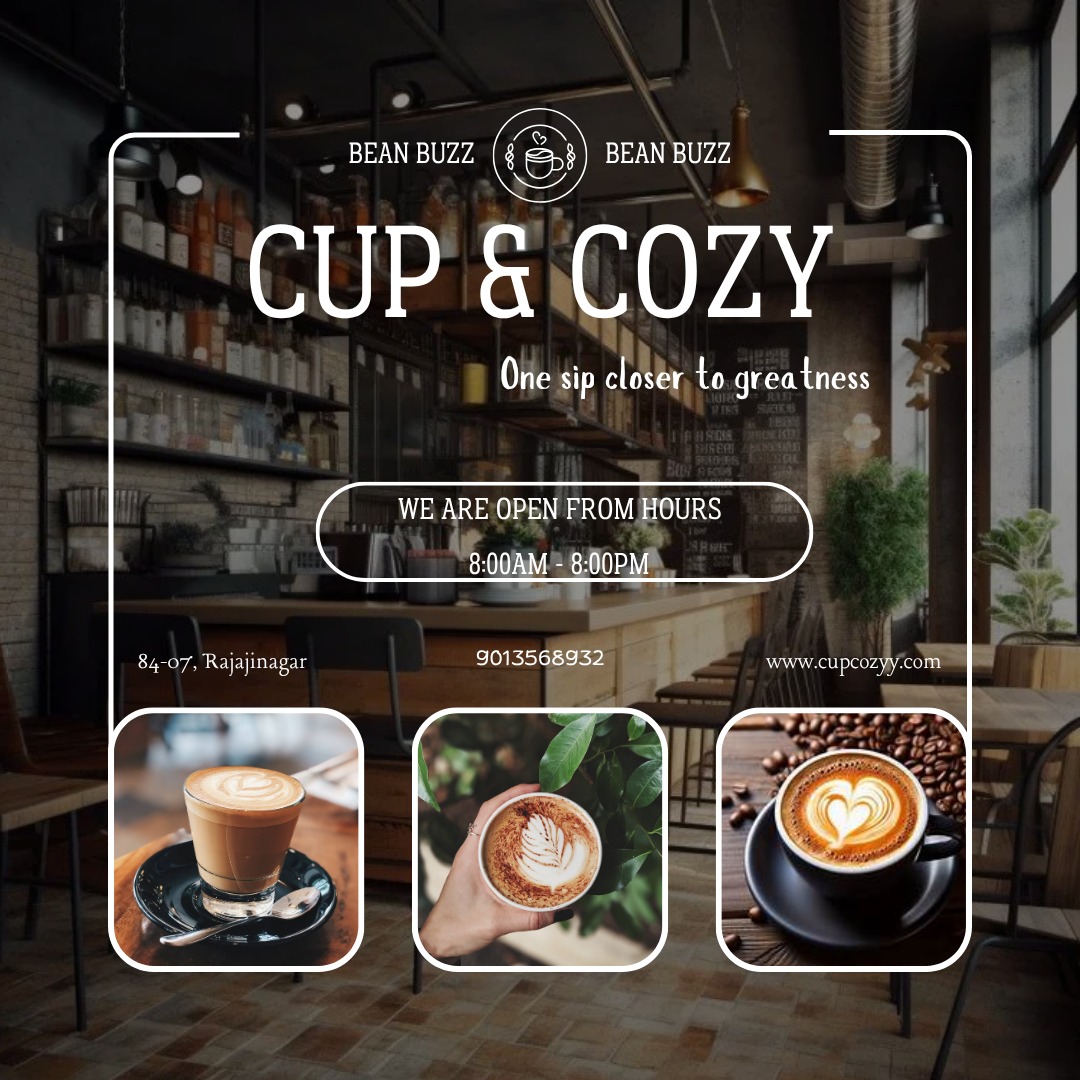 BEAN BUZZ BEAN BUZZ
CUP & COZY
One sip closer to greatness
WE ARE OPEN FROM HOURS
8:00AM - 8:00PM
84-07, Rajajinagar
9013568932
www.cupcozyy.com